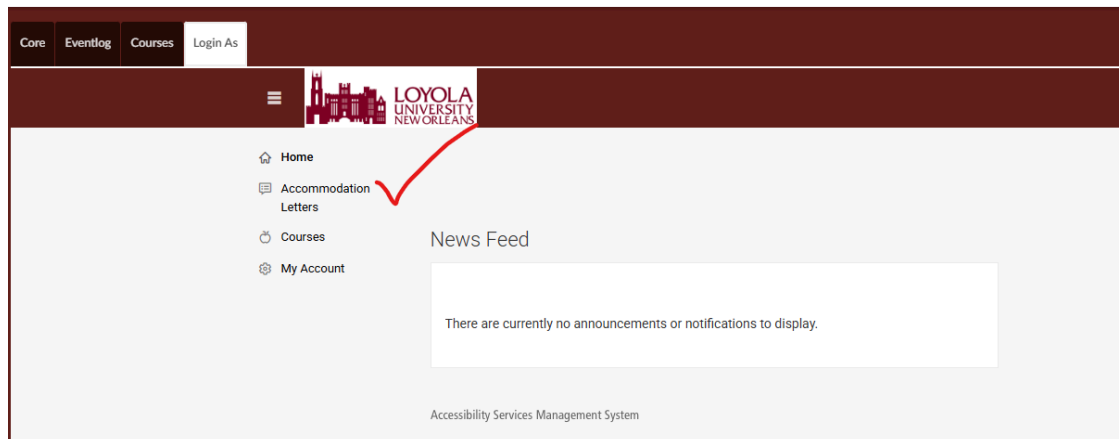 Core Eventlog Courses Login As
LOYOLA
UNIVERSITY
NEW ORLEANS
Home
Accommodation
Letters
Courses
My Account
News Feed
There are currently no announcements or notifications to display.
Accessibility Services Management System